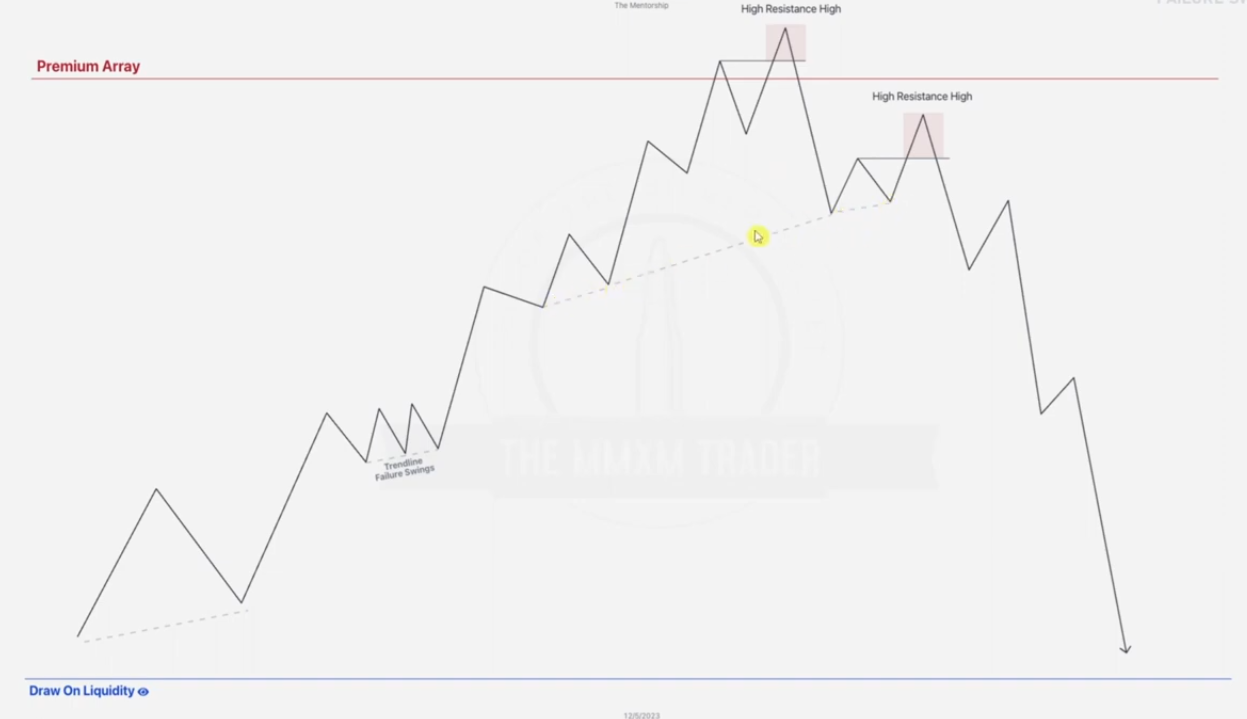 The Mentorship
High Resistance High
Premium Array
High Resistance High
Trendline
Failure Swings
THE MMXM TRADER
Draw On Liquidity
12/5/2023